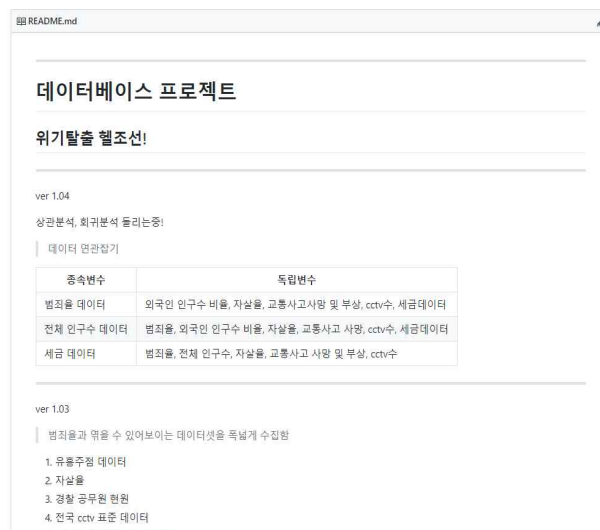 README.md
데이터베이스 프로젝트
위기탈출 헬조선!
ver 1.04
상관분석, 회귀분석 돌리는중!
데이터 연관잡기
종속변수 독립변수
범죄율 데이터 외국인 인구수 비율, 자살율, 교통사고사망 및 부상, cctv수, 세금데이터
전체 인구수 데이터 범죄율, 외국인 인구수 비율, 자살율, 교통사고 사망, cctv수, 세금데이터
세금 데이터 범죄율, 전체 인구수, 자살율, 교통사고 사망 및 부상, cctv수
ver 1.03
범죄율과 엮을 수 있어보이는 데이터셋을 폭넓게 수집함
1. 유흥주점 데이터
2. 자살율
3. 경찰 공무원 현원
4. 전국 cctv 표준 데이터